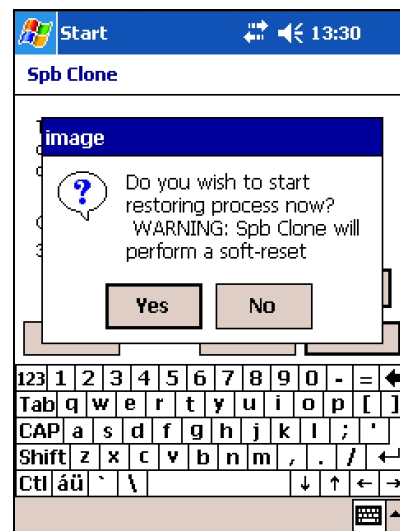 Start 13:30
Spb Clone
image
Do you wish to start
restoring process now?
WARNING: Spb Clone will
perform a soft-reset
Yes No
123 1 2 3 4 5 6 7 8 9 0 - =
Tab q w e r t y u i o p [ ]
CAP a s d f g h j k l ; '
Shift z x c v b n m , . /
Ctl áü ` \